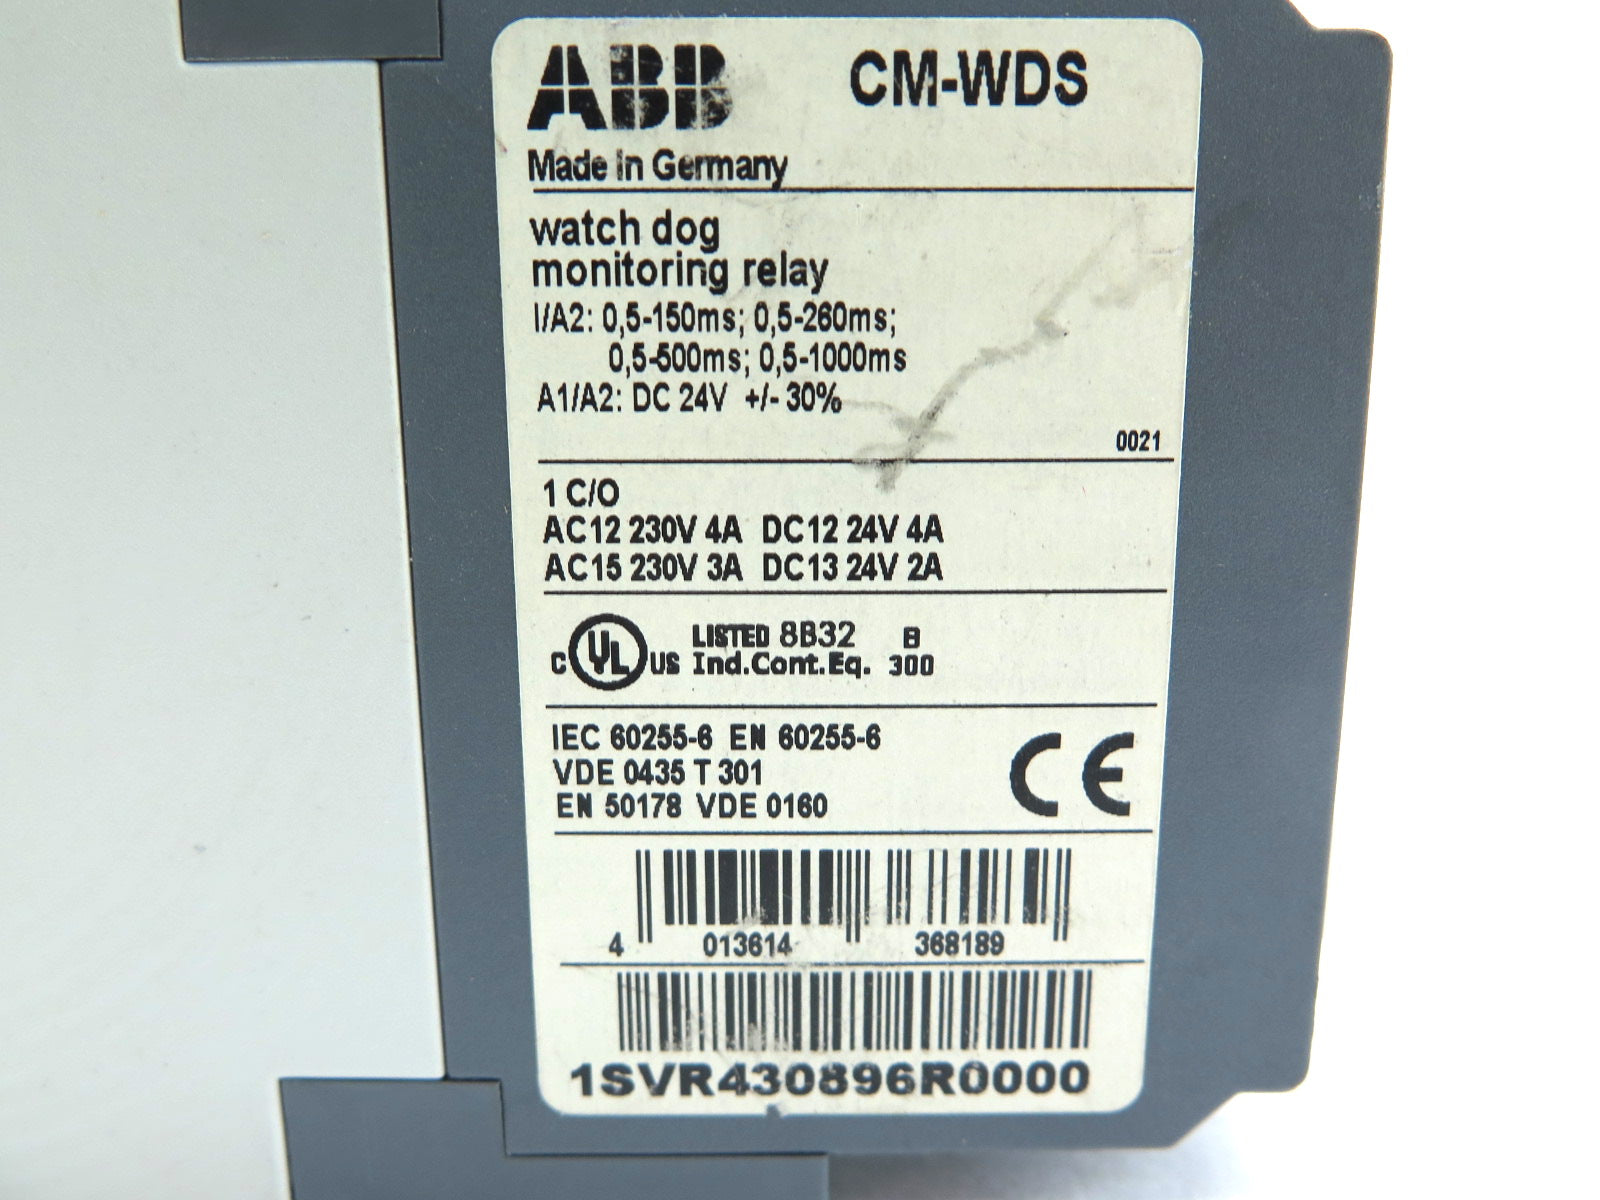 ABB CM-WDS
Made in Germany
watch dog
monitoring relay
I/A2: 0,5-150ms; 0,5-260ms;
0,5-500ms; 0,5-1000ms
A1/A2: DC 24V +/- 30%
0021
1 C/O
AC12 230V 4A DC12 24V 4A
AC15 230V 3A DC13 24V 2A
C UL US LISTED 8B32 B
Ind.Cont.Eq. 300
IEC 60255-6 EN 60255-6
VDE 0435 T 301
EN 50178 VDE 0160
CE
4 013614 368189
1SVR430896R0000